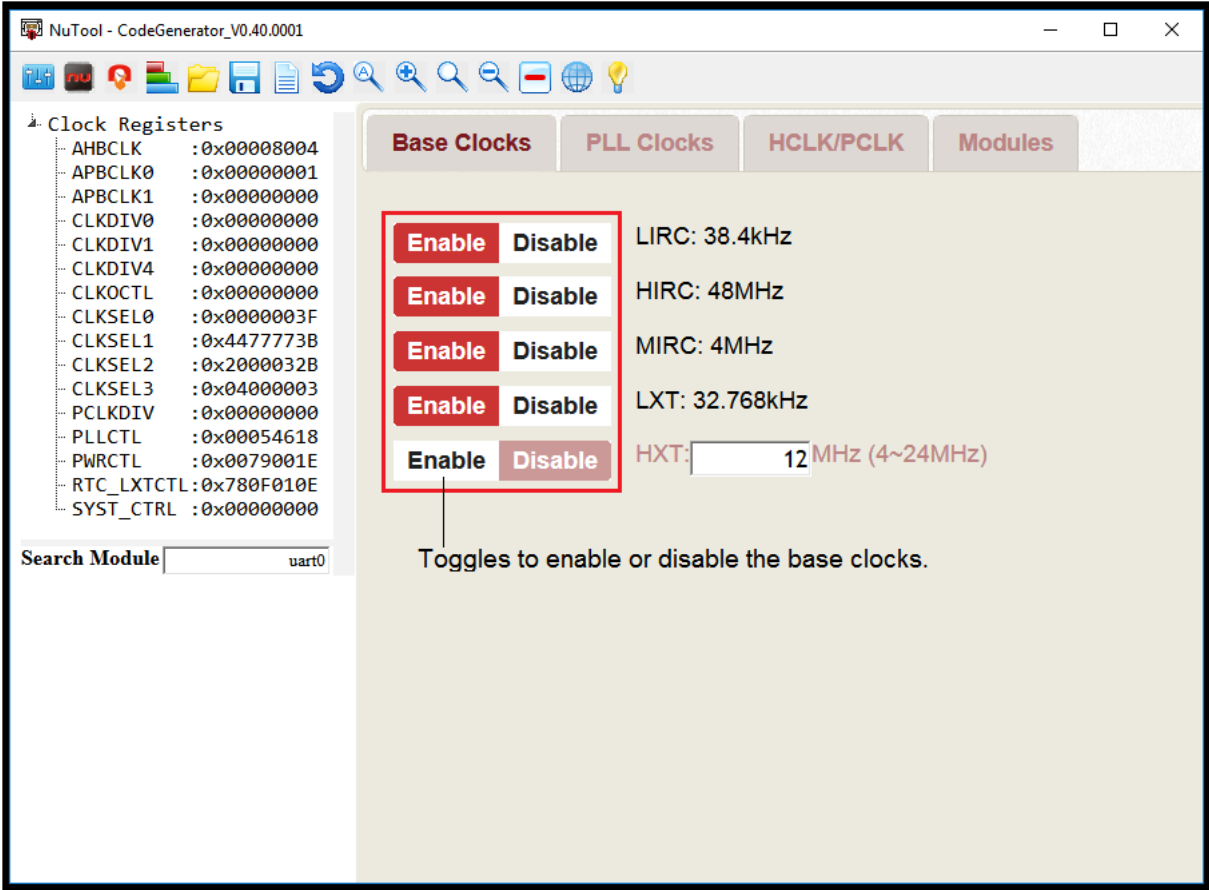 NuTool - CodeGenerator_V0.40.0001
nu
A
Clock Registers
AHBCLK :0x00008004
APBCLK0 :0x00000001
APBCLK1 :0x00000000
CLKDIV0 :0x00000000
CLKDIV1 :0x00000000
CLKDIV4 :0x00000000
CLKOCTL :0x00000000
CLKSEL0 :0x0000003F
CLKSEL1 :0x4477773B
CLKSEL2 :0x2000032B
CLKSEL3 :0x04000003
PCLKDIV :0x00000000
PLLCTL :0x00054618
PWRCTL :0x0079001E
RTC_LXTCTL:0x780F010E
SYST_CTRL :0x00000000
Search Module uart0
Base Clocks PLL Clocks HCLK/PCLK Modules
Enable Disable LIRC: 38.4kHz
Enable Disable HIRC: 48MHz
Enable Disable MIRC: 4MHz
Enable Disable LXT: 32.768kHz
Enable Disable HXT: 12 MHz (4~24MHz)
Toggles to enable or disable the base clocks.